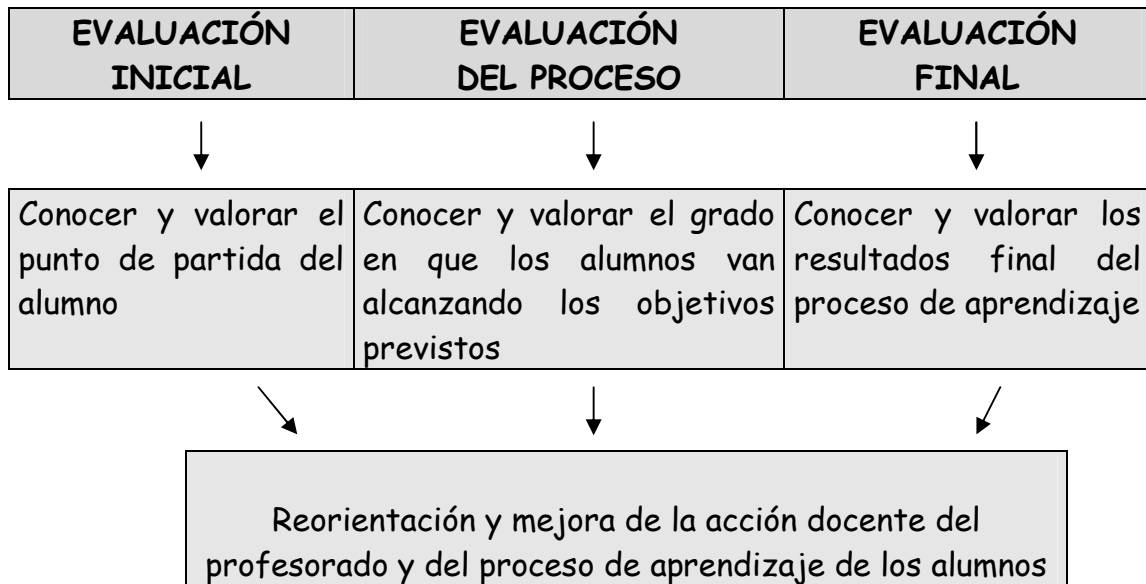 EVALUACIÓN
INICIAL
EVALUACIÓN
DEL PROCESO
EVALUACIÓN
FINAL
Conocer y valorar el
punto de partida del
alumno
Conocer y valorar el grado
en que los alumnos van
alcanzando los objetivos
previstos
Conocer y valorar los
resultados final del
proceso de aprendizaje
Reorientación y mejora de la acción docente del
profesorado y del proceso de aprendizaje de los alumnos